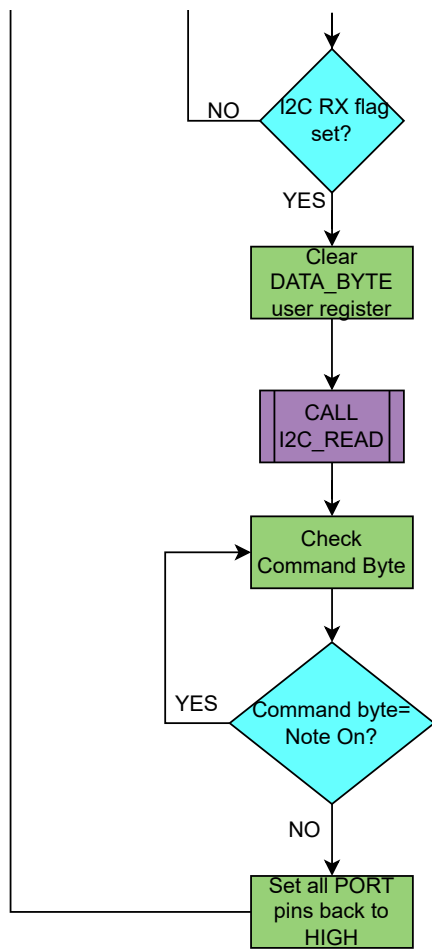 I2C RX flag
set?
NO
YES
Clear
DATA_BYTE
user register
CALL
I2C_READ
Check
Command Byte
YES
Command byte=
Note On?
NO
Set all PORT
pins back to
HIGH